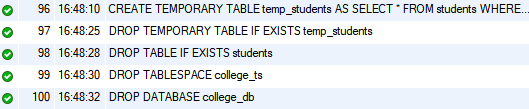 96 16:48:10 CREATE TEMPORARY TABLE temp_students AS SELECT * FROM students WHERE...
97 16:48:25 DROP TEMPORARY TABLE IF EXISTS temp_students
98 16:48:28 DROP TABLE IF EXISTS students
99 16:48:30 DROP TABLESPACE college_ts
100 16:48:32 DROP DATABASE college_db